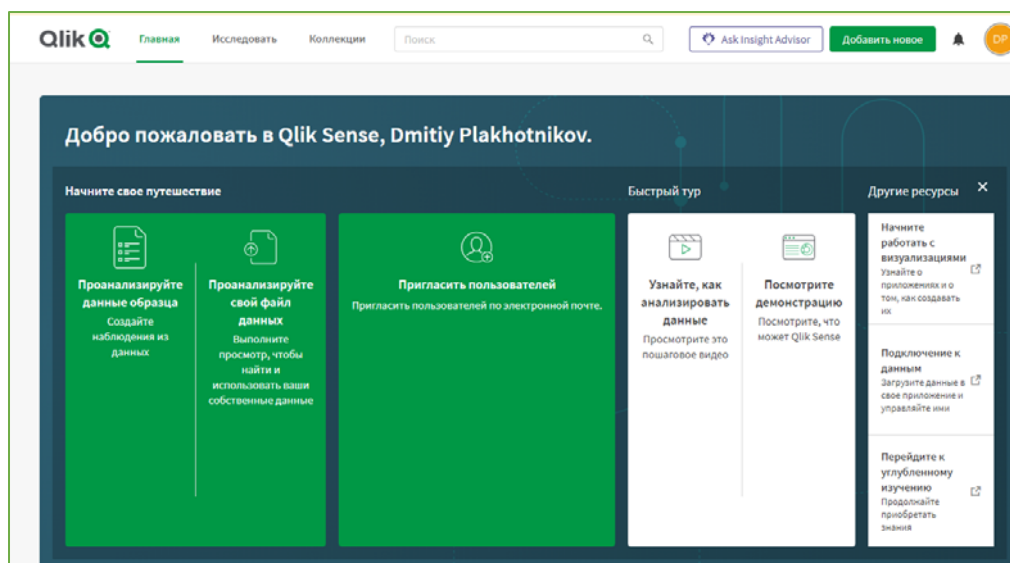 Qlik
Главная
Исследовать
Коллекции
Поиск
Ask Insight Advisor
Добавить новое
DP
Добро пожаловать в Qlik Sense, Dmitiy Plakhotnikov.
Начните свое путешествие
Проанализируйте
данные образца
Создайте
наблюдения из
данных
Проанализируйте
свой файл
данных
Выполните
просмотр, чтобы
найти и
использовать ваши
собственные данные
Пригласить пользователей
Пригласить пользователей по электронной почте.
Быстрый тур
Узнайте, как
анализировать
данные
Просмотрите это
пошаговое видео
Посмотрите
демонстрацию
Посмотрите, что
может Qlik Sense
Другие ресурсы
Начните
работать с
визуализациями
Узнайте о
приложениях и о
том, как создавать
их
Подключение к
данным
Загрузите данные в
свое приложение и
управляйте ими
Перейдите к
углубленному
изучению
Продолжайте
приобретать
знания